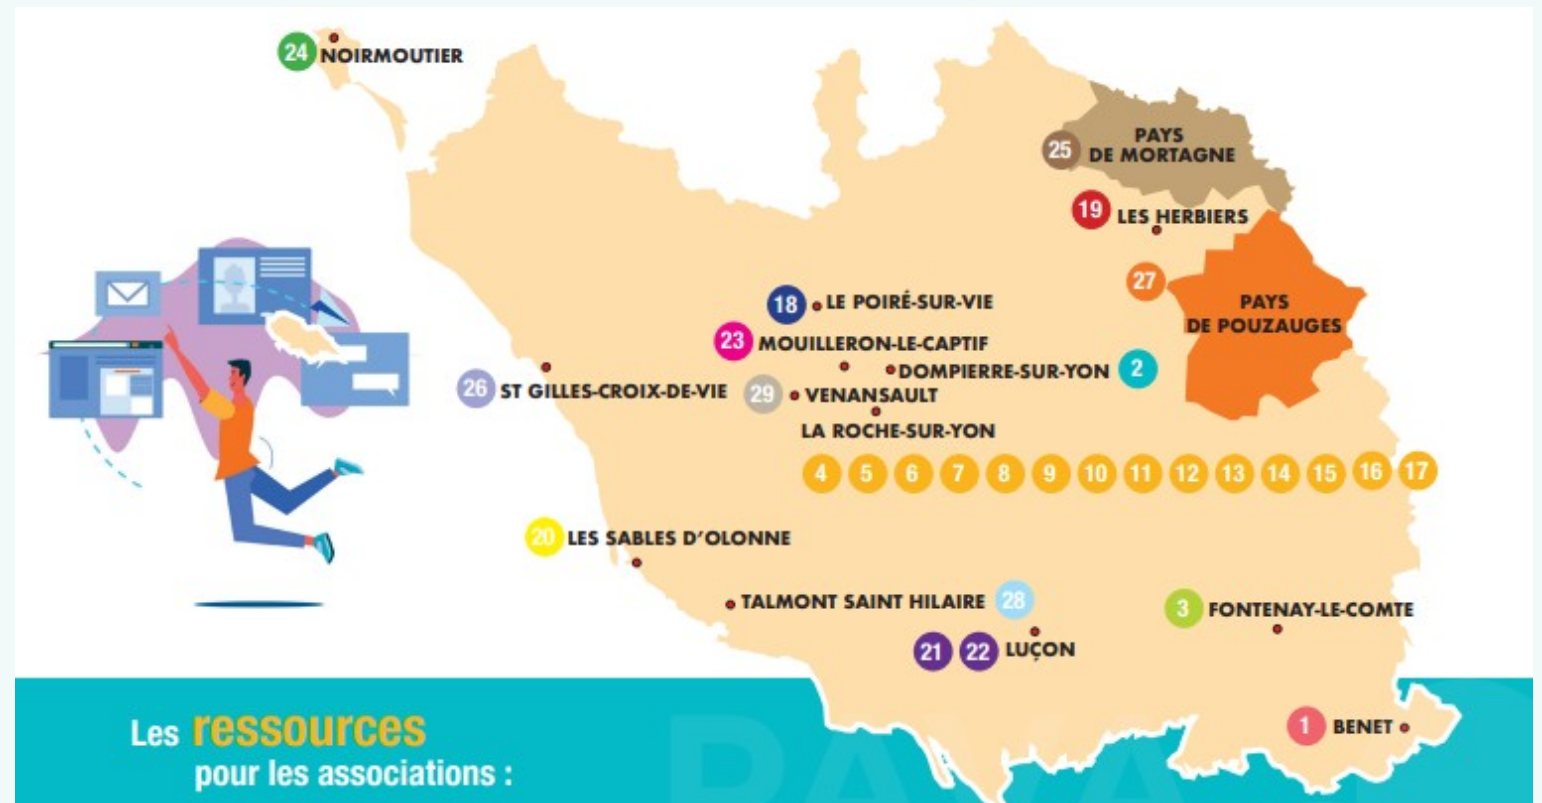 24 NOIRMOUTIER
PAYS
DE MORTAGNE
25
19 LES HERBIERS
27
PAYS
DE POUZAUGES
18 LE POIRÉ-SUR-VIE
23 MOUILLERON-LE-CAPTIF
DOMPIERRE-SUR-YON 2
26 ST GILLES-CROIX-DE-VIE
29 VENANSAULT
LA ROCHE-SUR-YON
4 5 6 7 8 9 10 11 12 13 14 15 16 17
20 LES SABLES D'OLONNE
TALMONT SAINT HILAIRE 28
3 FONTENAY-LE-COMTE
21 22 LUÇON
1 BENET
Les ressources
pour les associations :